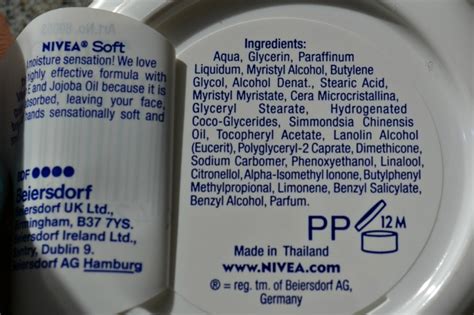 NIVEA® Soft
moisture sensation! We love
highly effective formula with
E and Jojoba Oil because it is
absorbed, leaving your face,
hands sensationally soft and
BDF
Beiersdorf
Beiersdorf UK Ltd.,
Birmingham, B37 7YS.
Beiersdorf Ireland Ltd.,
Dublin 9.
Beiersdorf AG Hamburg
Ingredients:
Aqua, Glycerin, Paraffinum
Liquidum, Myristyl Alcohol, Butylene
Glycol, Alcohol Denat., Stearic Acid,
Myristyl Myristate, Cera Microcristallina,
Glyceryl Stearate, Hydrogenated
Coco-Glycerides, Simmondsia Chinensis
Oil, Tocopheryl Acetate, Lanolin Alcohol
(Eucerit), Polyglyceryl-2 Caprate, Dimethicone,
Sodium Carbomer, Phenoxyethanol, Linalool,
Citronellol, Alpha-Isomethyl Ionone, Butylphenyl
Methylpropional, Limonene, Benzyl Salicylate,
Benzyl Alcohol, Parfum.
PP 12M
Made in Thailand
www.NIVEA.com
® = reg. tm. of Beiersdorf AG,
Germany